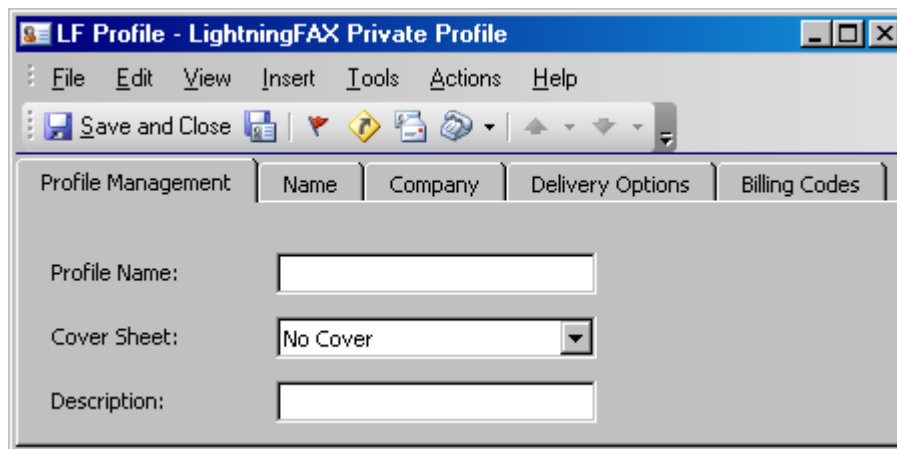 LF Profile - LightningFAX Private Profile
File Edit View Insert Tools Actions Help
Save and Close
Profile Management Name Company Delivery Options Billing Codes
Profile Name:
Cover Sheet: No Cover
Description: